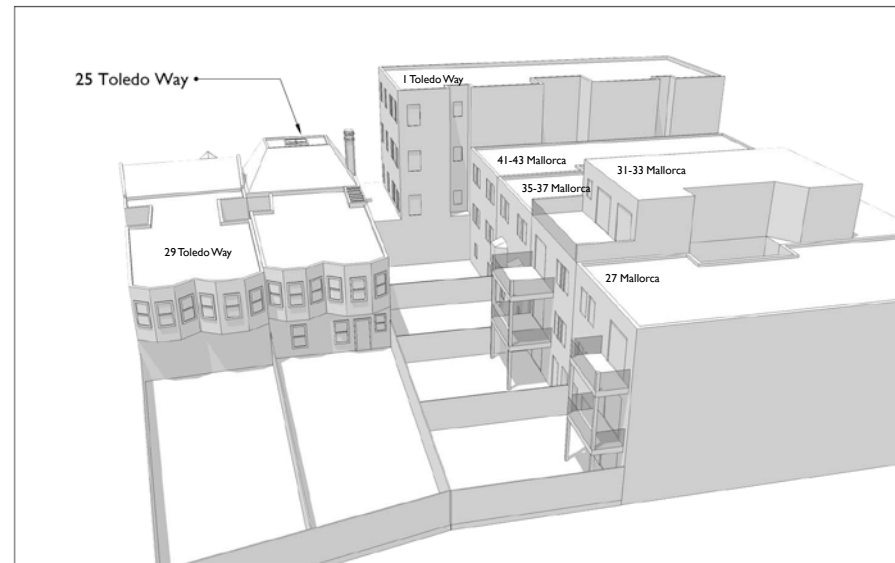 25 Toledo Way
1 Toledo Way
41-43 Mallorca
31-33 Mallorca
35-37 Mallorca
29 Toledo Way
27 Mallorca